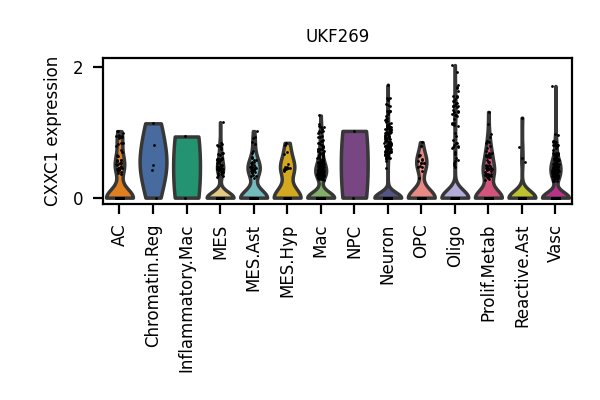 UKF269
CXXC1 expression
2
0
AC
Chromatin.Reg
Inflammatory.Mac
MES
MES.Ast
MES.Hyp
Mac
NPC
Neuron
OPC
Oligo
Prolif.Metab
Reactive.Ast
Vasc